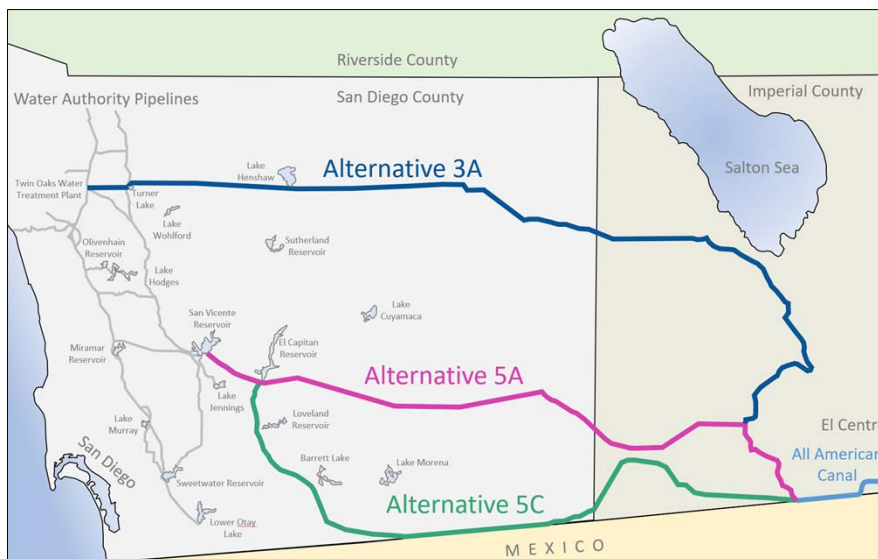 Riverside County
Water Authority Pipelines
San Diego County
Imperial County
Lake
Henshaw
Alternative 3A
Salton Sea
Twin Oaks Water
Treatment Plant
Turner
Lake
Lake
Wohlford
Olivenhain
Reservoir
Sutherland
Reservoir
Lake
Hodges
San Vicente
Reservoir
Lake
Cuyamaca
El Capitan
Reservoir
Miramar
Reservoir
Alternative 5A
Lake
Jennings
Lake
Murray
Loveland
Reservoir
El Centro
All American
Canal
San Diego
Sweetwater Reservoir
Barrett Lake
Lake Morena
Alternative 5C
Lower Otay
Lake
MEXICO